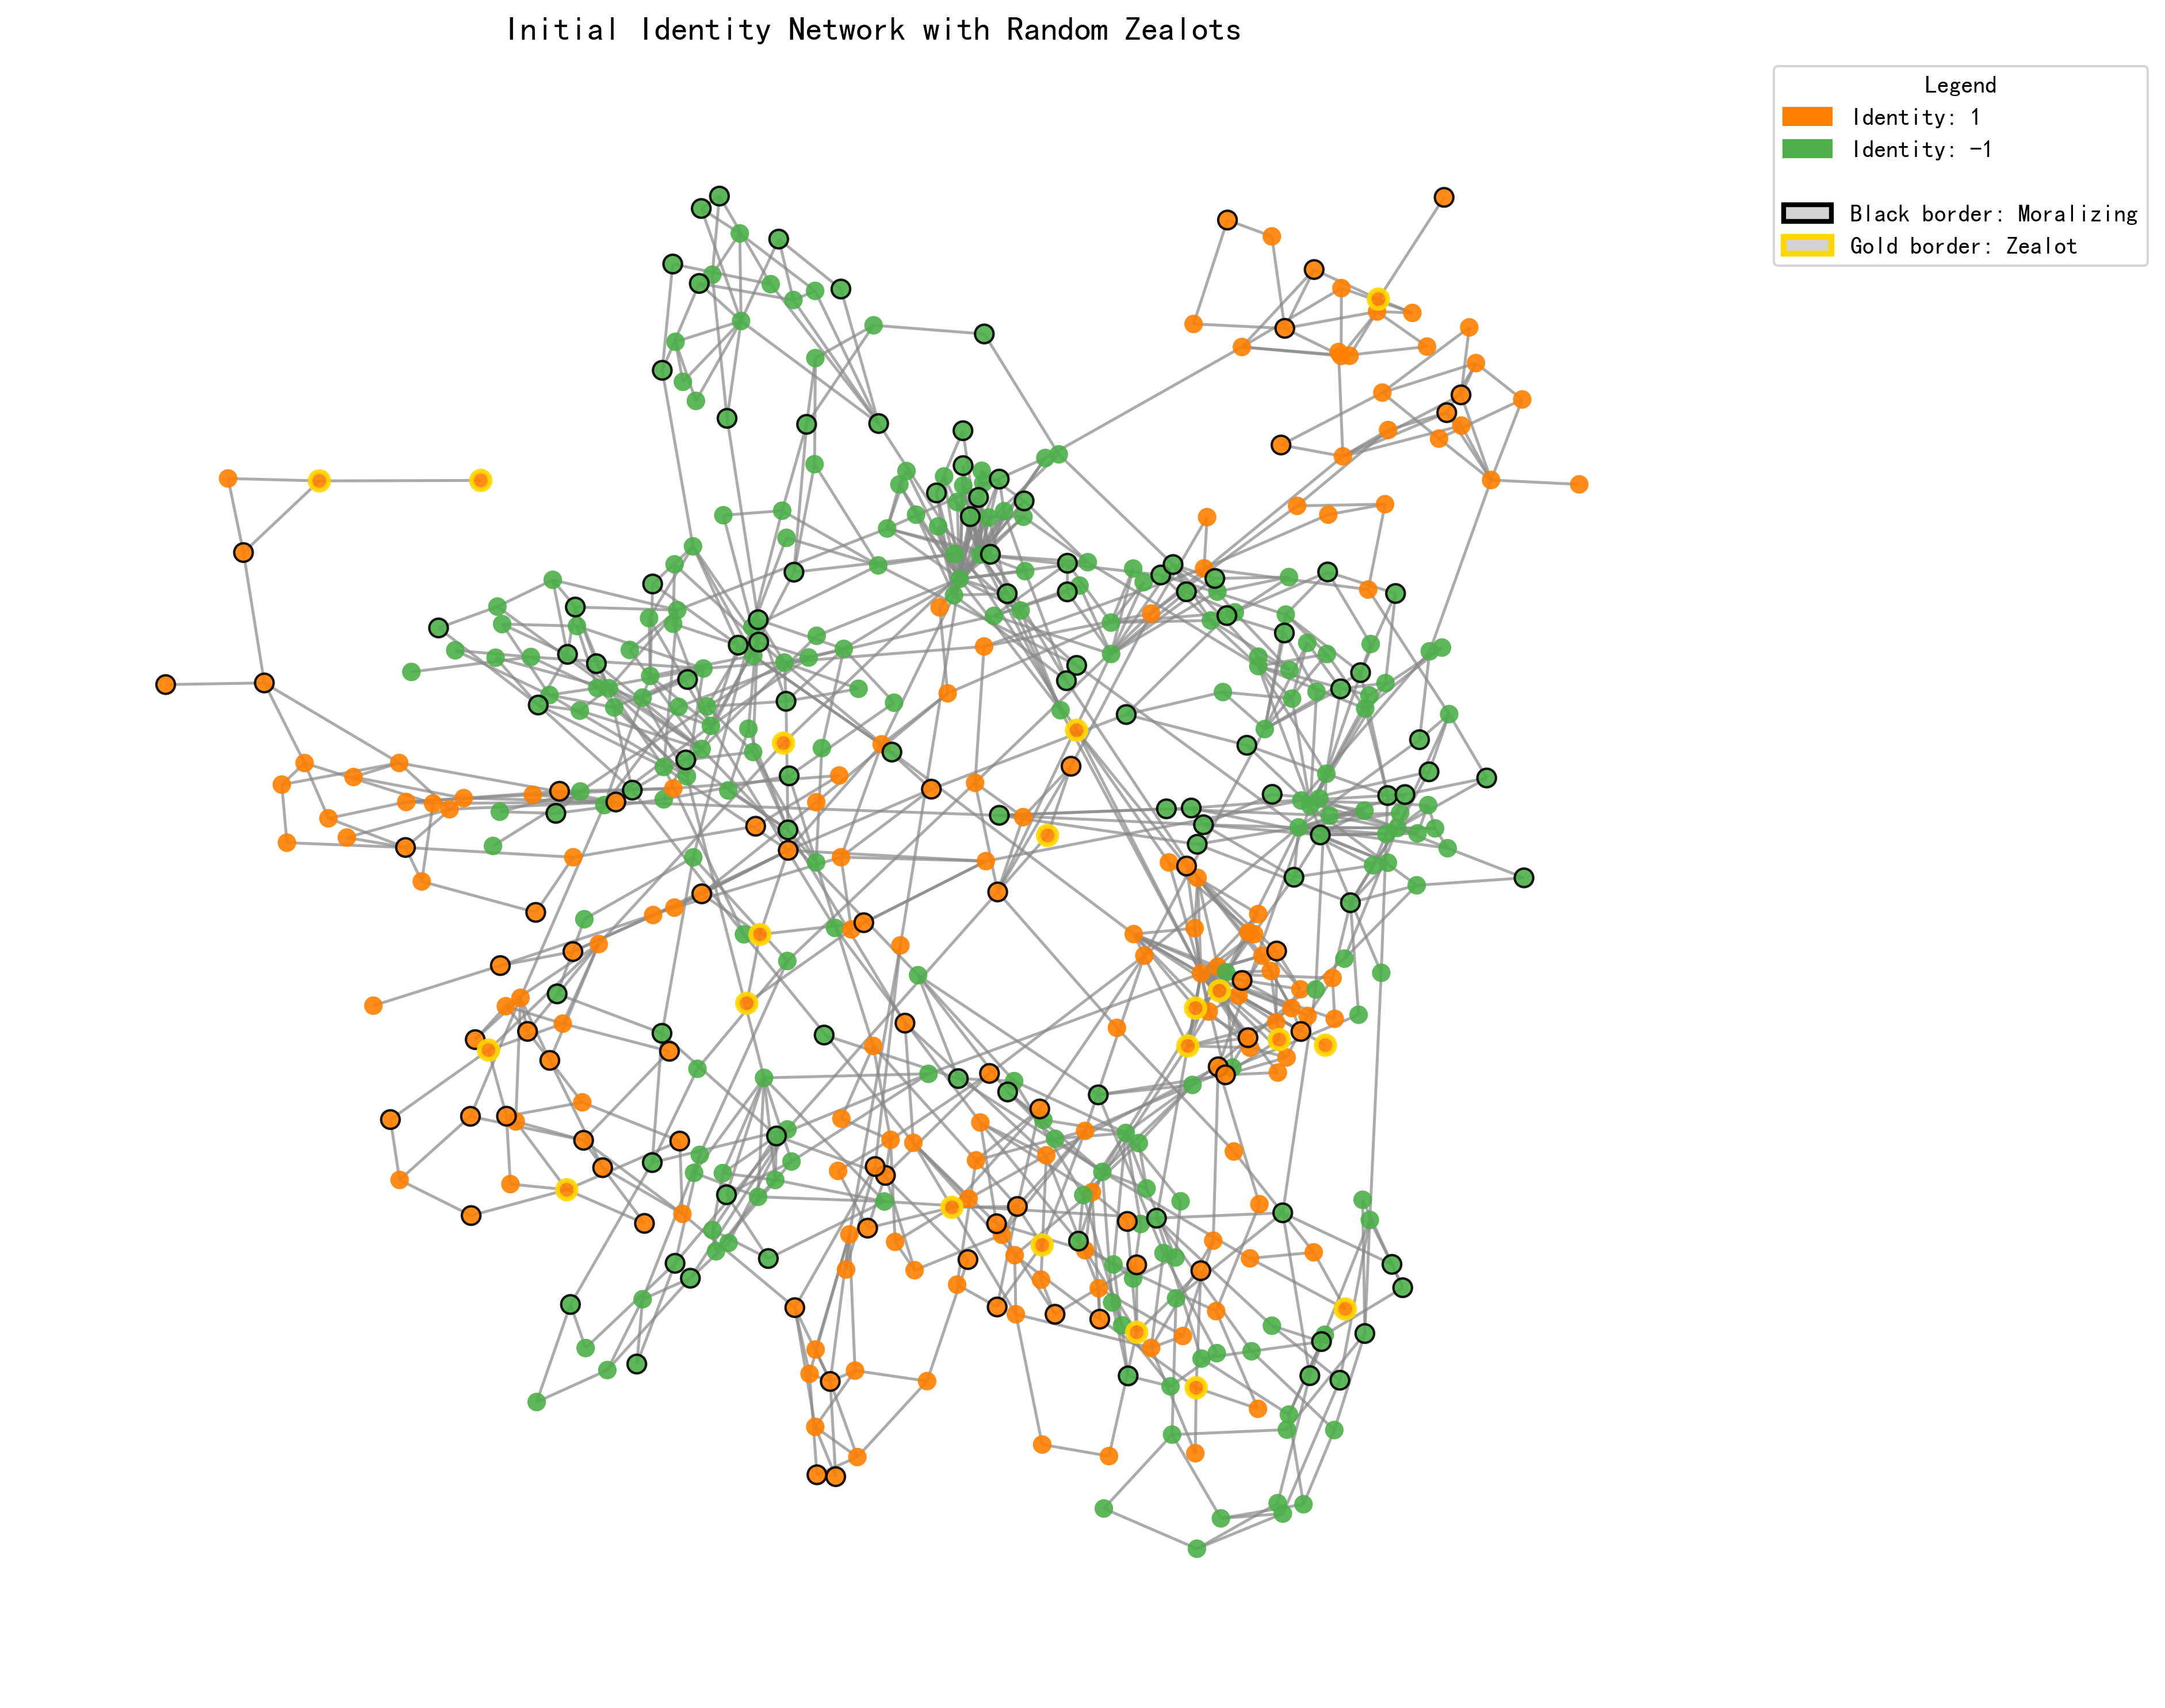 Initial Identity Network with Random Zealots
Legend
Identity: 1
Identity: -1
Black border: Moralizing
Gold border: Zealot